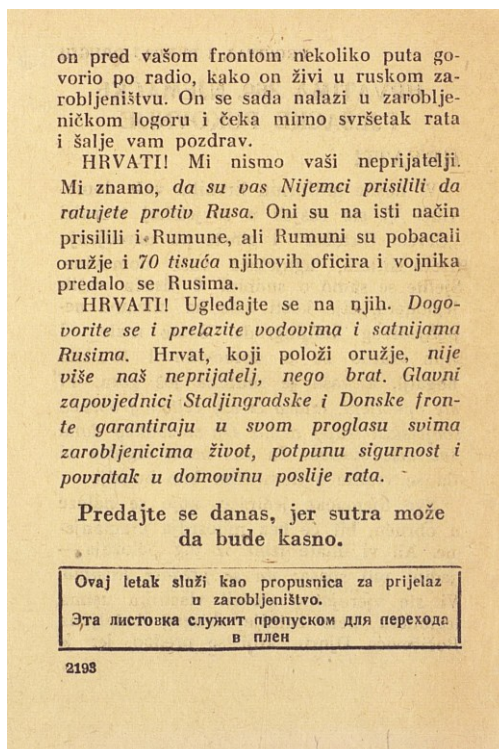 on pred vašom frontom nekoliko puta go-
vorio po radio, kako on živi u ruskom za-
robljeništvu. On se sada nalazi u zaroblje-
ničkom logoru i čeka mirno svršetak rata
i šalje vam pozdrav.
HRVATI! Mi nismo vaši neprijatelji.
Mi znamo, da su vas Nijemci prisilili da
ratujete protiv Rusa. Oni su na isti način
prisilili i Rumune, ali Rumuni su pobacali
oružje i 70 tisuća njihovih oficira i vojnika
predalo se Rusima.
HRVATI! Ugledajte se na njih. Dogo-
vorite se i prelazite vodovima i satnijama
Rusima. Hrvat, koji položi oružje, nije
više naš neprijatelj, nego brat. Glavni
zapovjednici Staljingradske i Donske fron-
te garantiraju u svom proglasu svima
zarobljenicima život, potpunu sigurnost i
povratak u domovinu poslije rata.
Predajte se danas, jer sutra može
da bude kasno.
Ovaj letak služi kao propusnica za prijelaz
u zarobljeništvo.
Эта листовка служит пропуском для перехода
в плен
2193